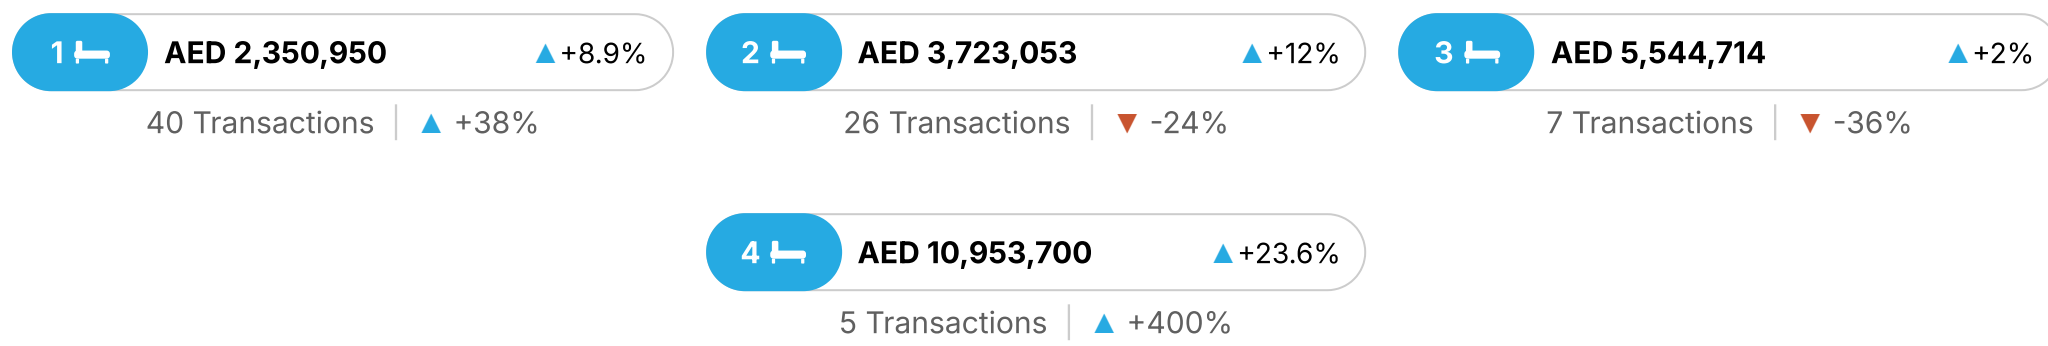 1 AED 2,350,950 ▲+8.9%
40 Transactions | ▲ +38%
2 AED 3,723,053 ▲+12%
26 Transactions | ▼ -24%
3 AED 5,544,714 ▲+2%
7 Transactions | ▼ -36%
4 AED 10,953,700 ▲+23.6%
5 Transactions | ▲ +400%